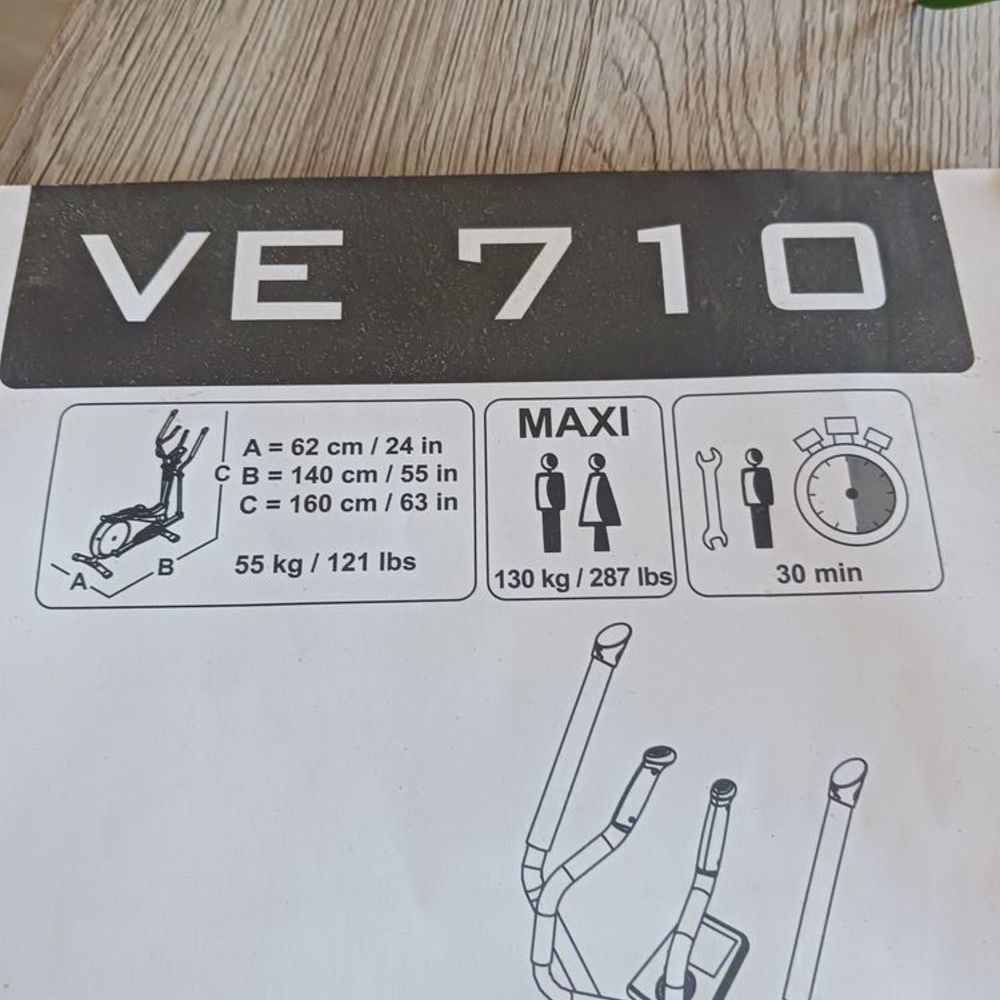 VE 710
A = 62 cm / 24 in
C B = 140 cm / 55 in
C = 160 cm / 63 in
A B 55 kg / 121 lbs
MAXI
130 kg / 287 lbs
30 min